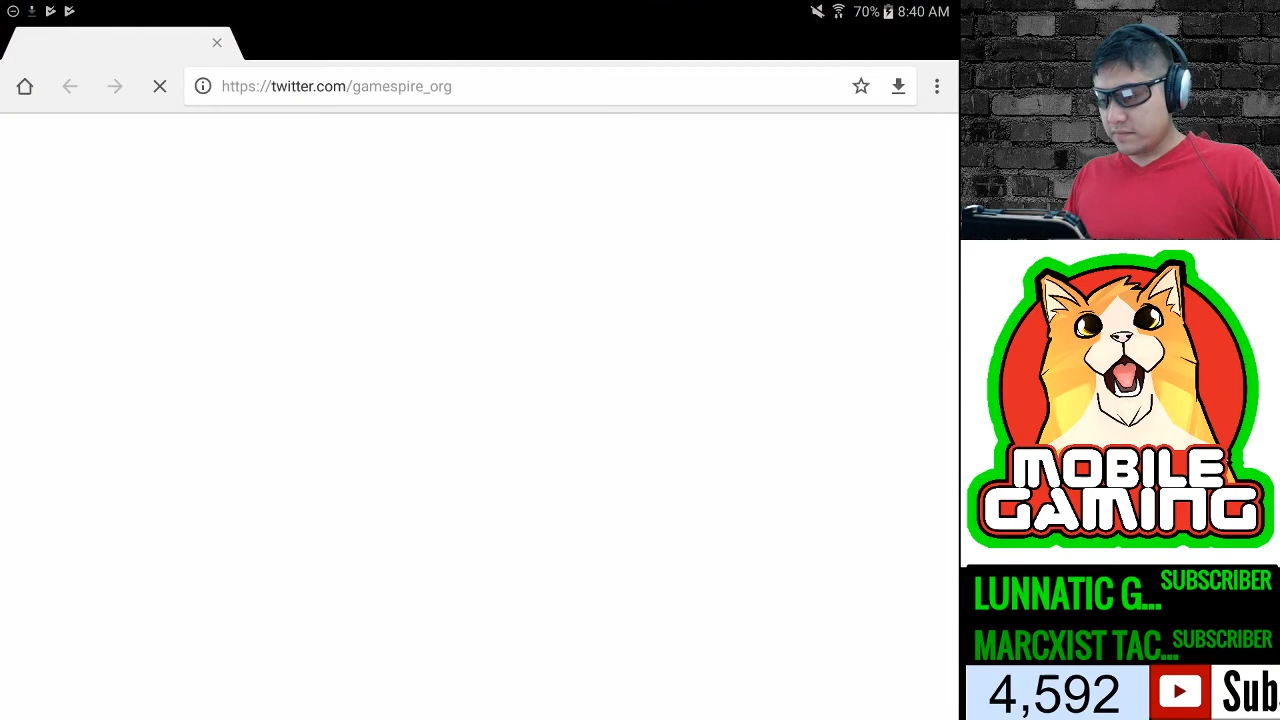 70% 8:40 AM
https://twitter.com/gamespire_org
MOBILE
GAMING
LUNNATIC G... SUBSCRIBER
MARCXIST TAC... SUBSCRIBER
4,592 Sub